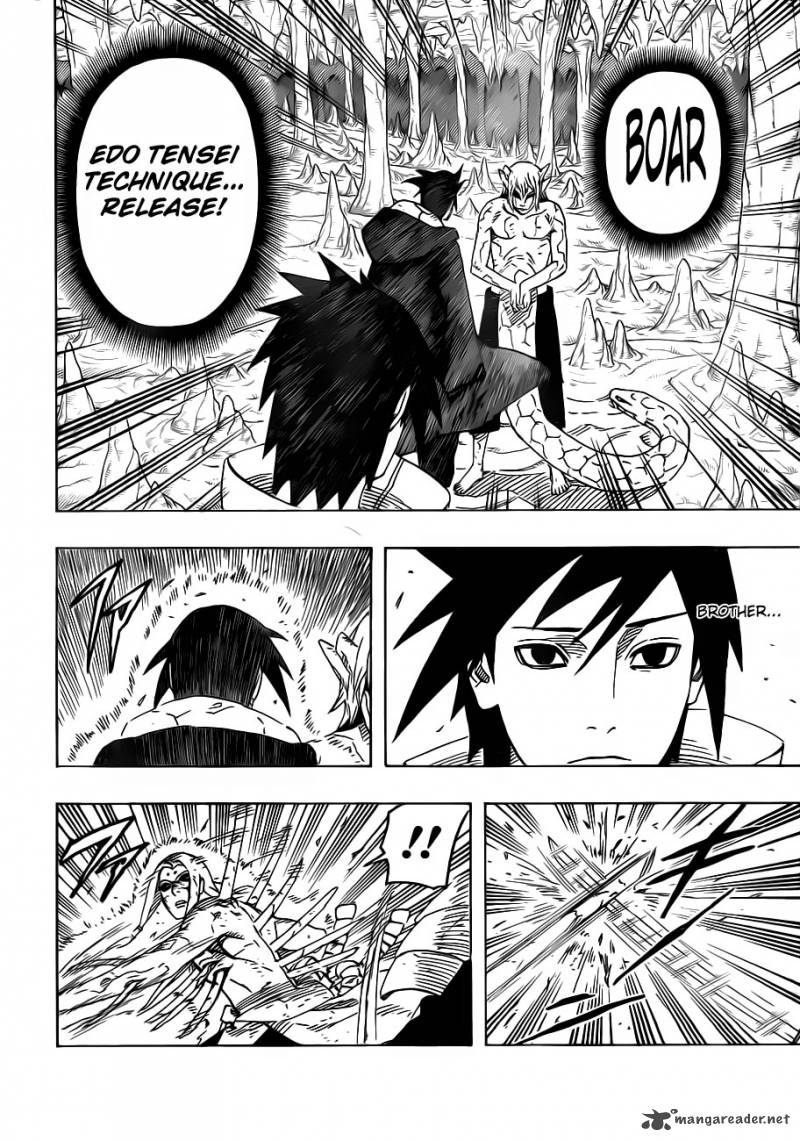 BOAR
EDO TENSEI
TECHNIQUE...
RELEASE!
BROTHER...
!!
mangareader.net